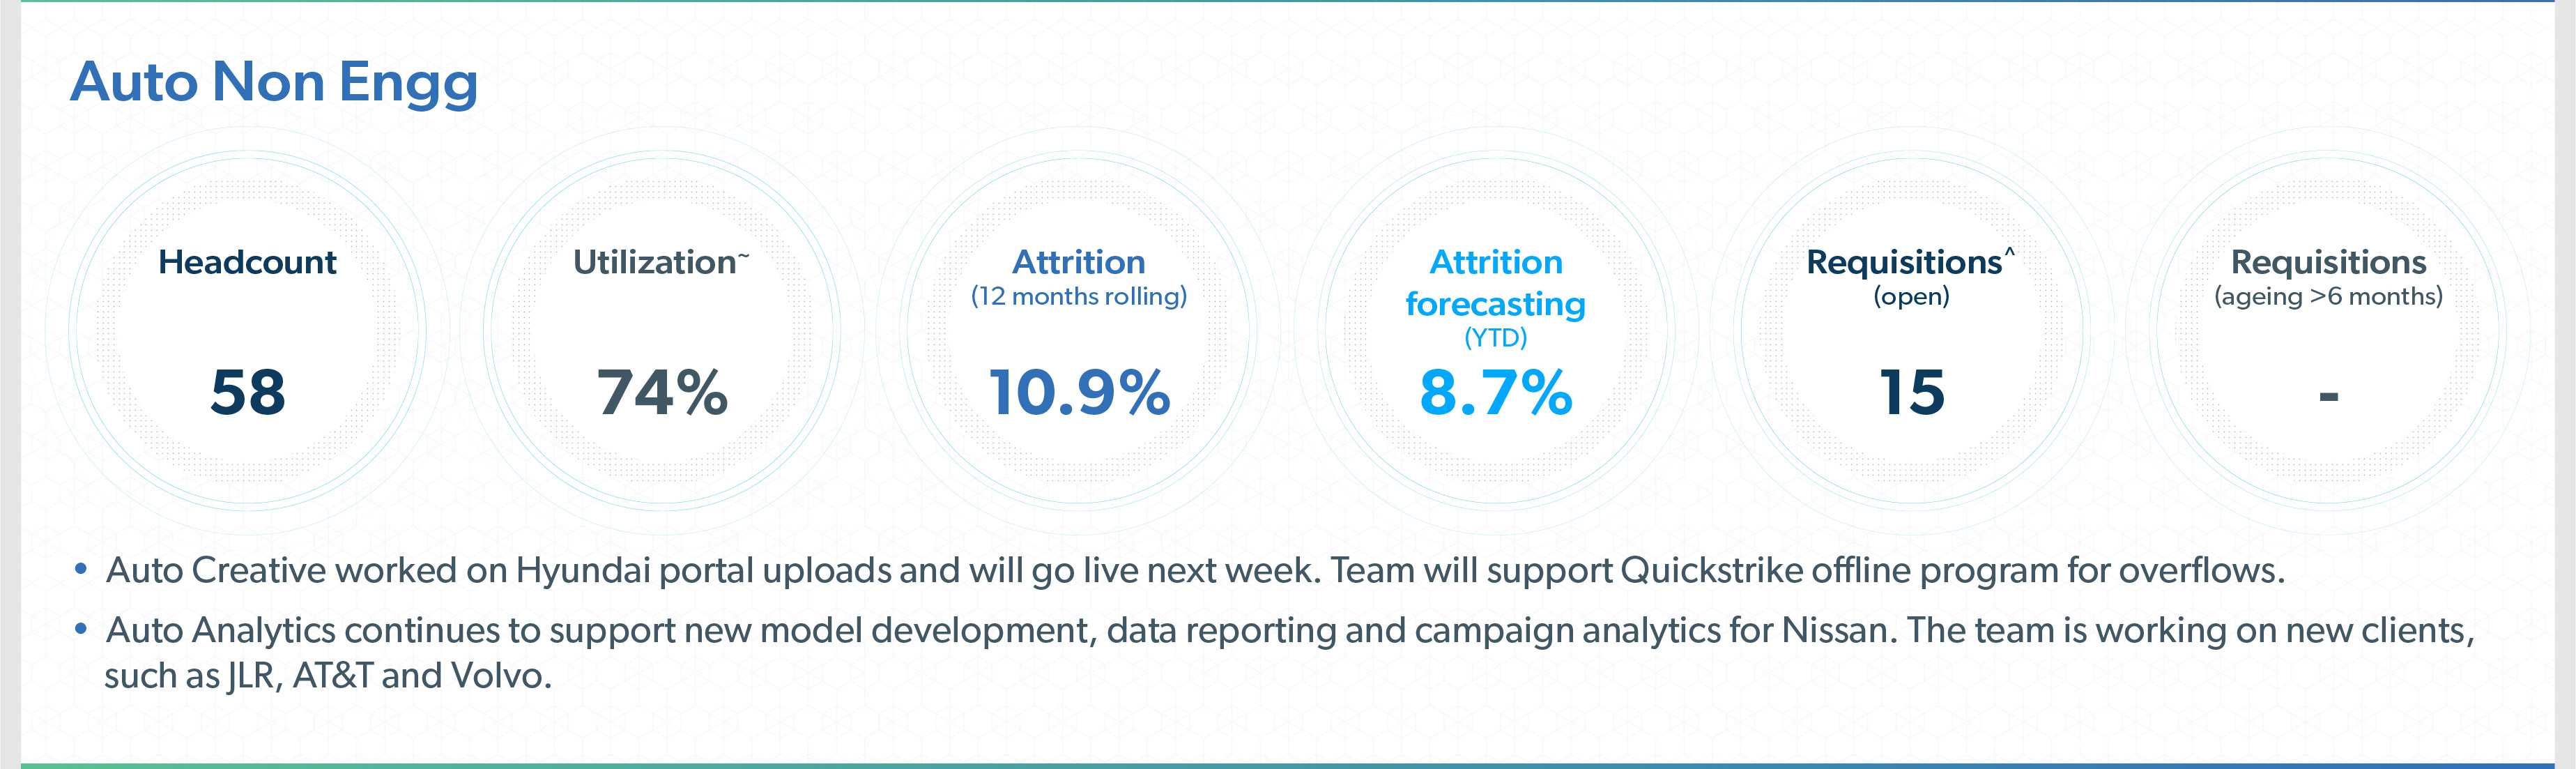 Auto Non Engg
Headcount
58
Utilization~
74%
Attrition
(12 months rolling)
10.9%
Attrition
forecasting
(YTD)
8.7%
Requisitions^
(open)
15
Requisitions
(ageing >6 months)
-
• Auto Creative worked on Hyundai portal uploads and will go live next week. Team will support Quickstrike offline program for overflows.
• Auto Analytics continues to support new model development, data reporting and campaign analytics for Nissan. The team is working on new clients,
such as JLR, AT&T and Volvo.